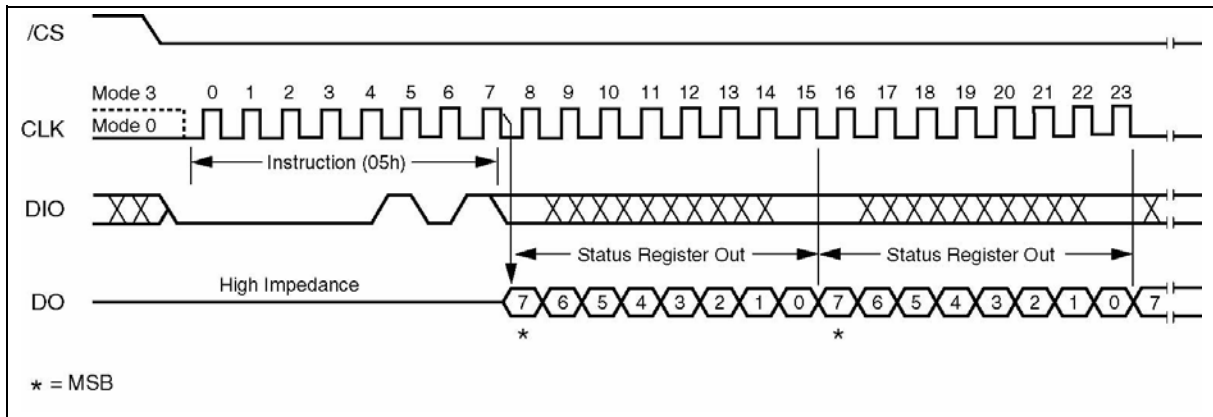 /CS
Mode 3
0 1 2 3 4 5 6 7 8 9 10 11 12 13 14 15 16 17 18 19 20 21 22 23
CLK
Mode 0
Instruction (05h)
DIO
Status Register Out Status Register Out
High Impedance
DO
7 6 5 4 3 2 1 0 7 6 5 4 3 2 1 0 7
* *
* = MSB